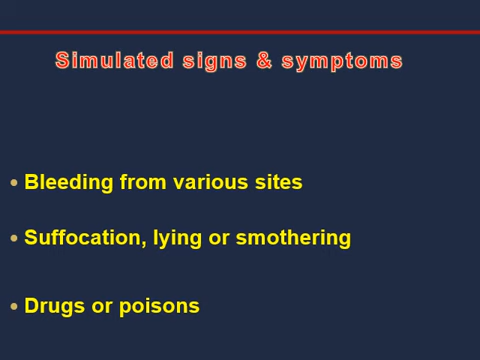 Simulated signs & symptoms
• Bleeding from various sites
• Suffocation, lying or smothering
• Drugs or poisons